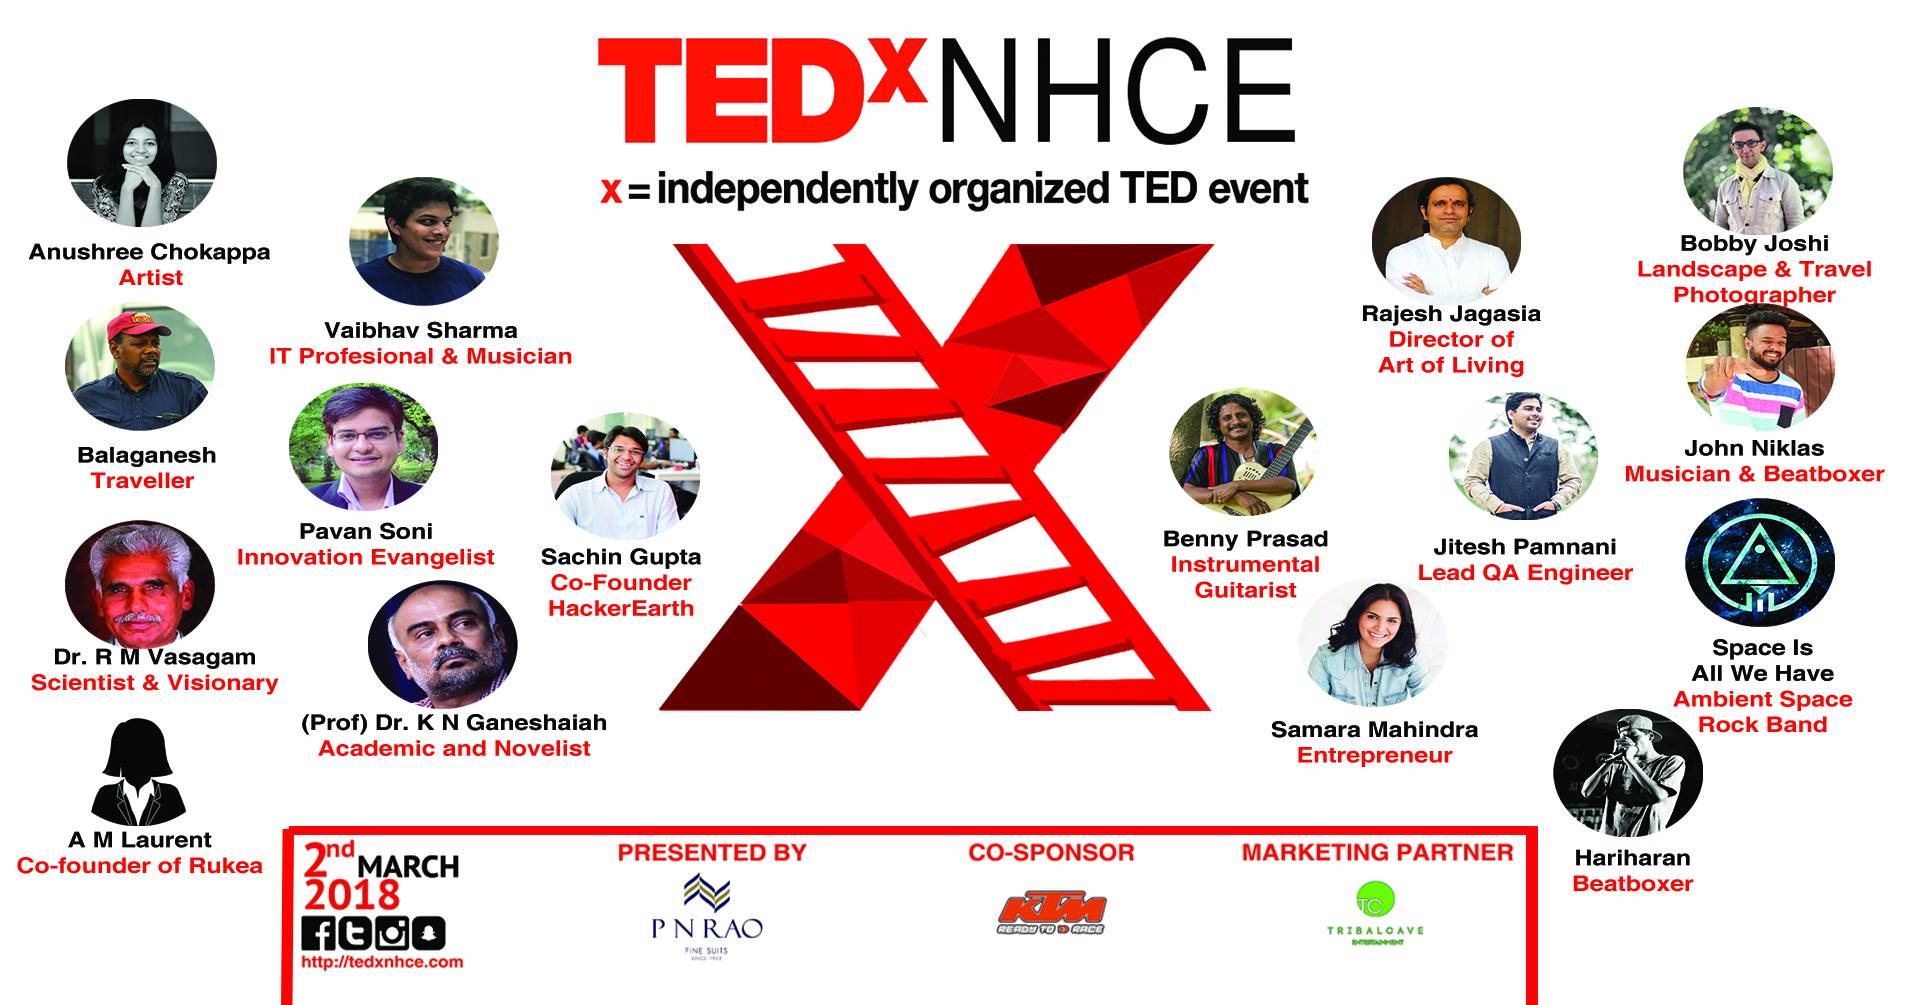 TEDxNHCE
x = independently organized TED event
Anushree Chokappa
Artist
Vaibhav Sharma
IT Profesional & Musician
Balaganesh
Traveller
Pavan Soni
Innovation Evangelist
Sachin Gupta
Co-Founder
HackerEarth
Dr. R M Vasagam
Scientist & Visionary
(Prof) Dr. K N Ganeshaiah
Academic and Novelist
A M Laurent
Co-founder of Rukea
Rajesh Jagasia
Director of
Art of Living
Bobby Joshi
Landscape & Travel
Photographer
John Niklas
Musician & Beatboxer
Benny Prasad
Instrumental
Guitarist
Jitesh Pamnani
Lead QA Engineer
Samara Mahindra
Entrepreneur
Space Is
All We Have
Ambient Space
Rock Band
Hariharan
Beatboxer
2nd MARCH
2018
http://tedxnhce.com
PRESENTED BY
P N RAO
FINE SUITS
SINCE 1923
CO-SPONSOR
KTM
READY TO RACE
MARKETING PARTNER
TC
TRIBALCAVE
ENTERTAINMENT